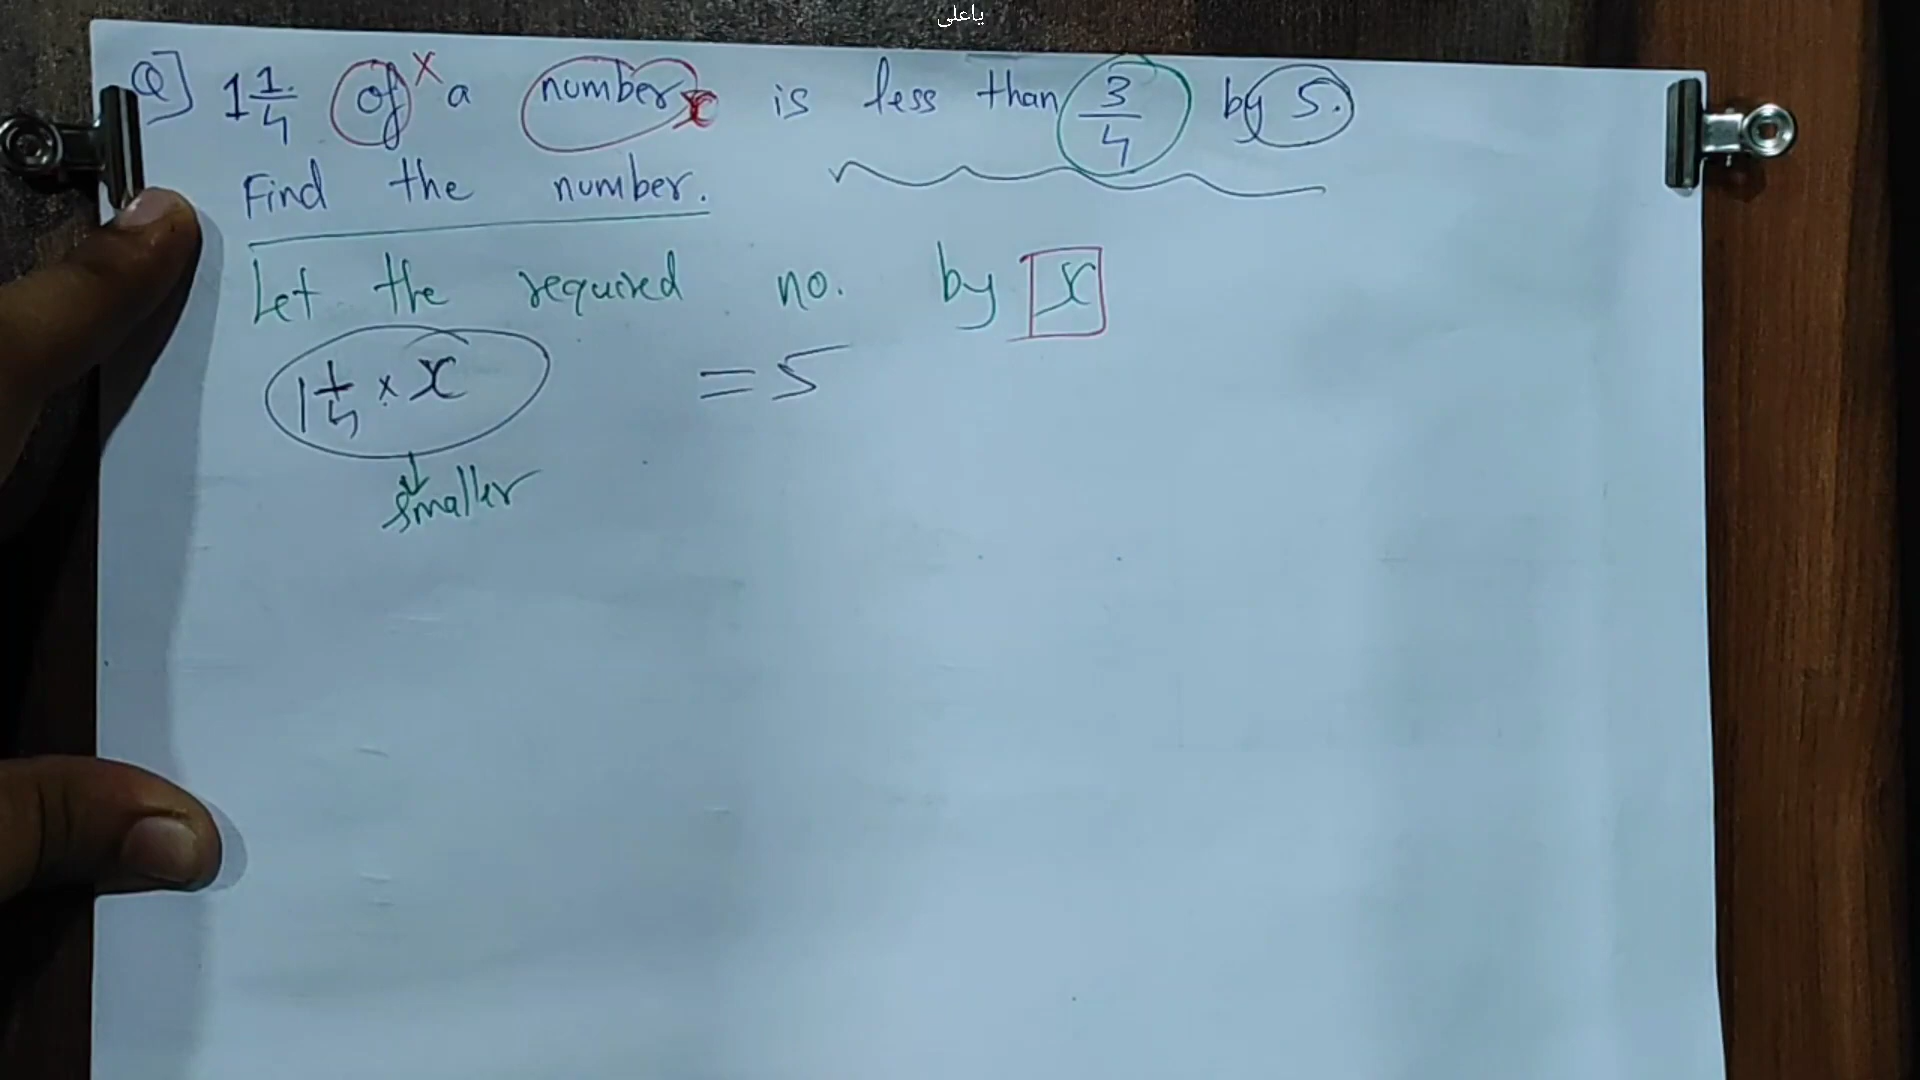 ياعلى
Q] 1 1/4 of x a number x is less than 3/4 by 5.
Find the number.
Let the required no. by x
1 1/4 × x = 5
smaller